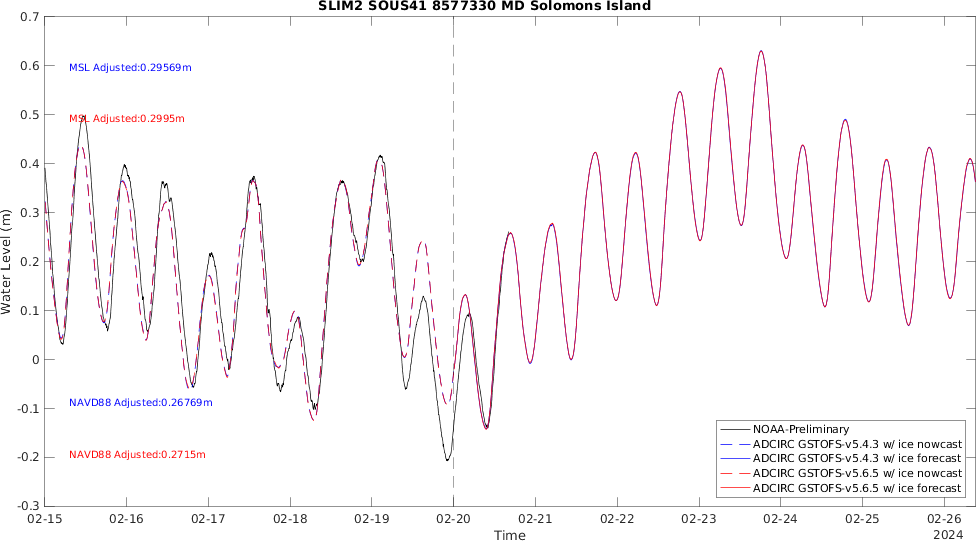 SLIM2 SOUS41 8577330 MD Solomons Island
0.7
0.6
0.5
0.4
0.3
0.2
0.1
0
-0.1
-0.2
-0.3
Water Level (m)
MSL Adjusted:0.29569m
MSL Adjusted:0.2995m
NAVD88 Adjusted:0.26769m
NAVD88 Adjusted:0.2715m
NOAA-Preliminary
ADCIRC GSTOFS-v5.4.3 w/ ice nowcast
ADCIRC GSTOFS-v5.4.3 w/ ice forecast
ADCIRC GSTOFS-v5.6.5 w/ ice nowcast
ADCIRC GSTOFS-v5.6.5 w/ ice forecast
02-15 02-16 02-17 02-18 02-19 02-20 02-21 02-22 02-23 02-24 02-25 02-26
Time 2024